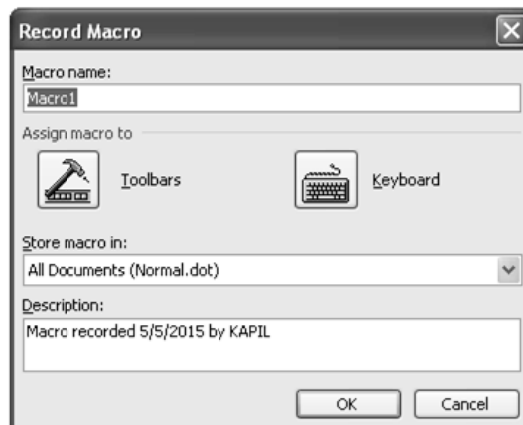 Record Macro
Macro name:
Macro1
Assign macro to
Toolbars
Keyboard
Store macro in:
All Documents (Normal.dot)
Description:
Macro recorded 5/5/2015 by KAPIL
OK
Cancel